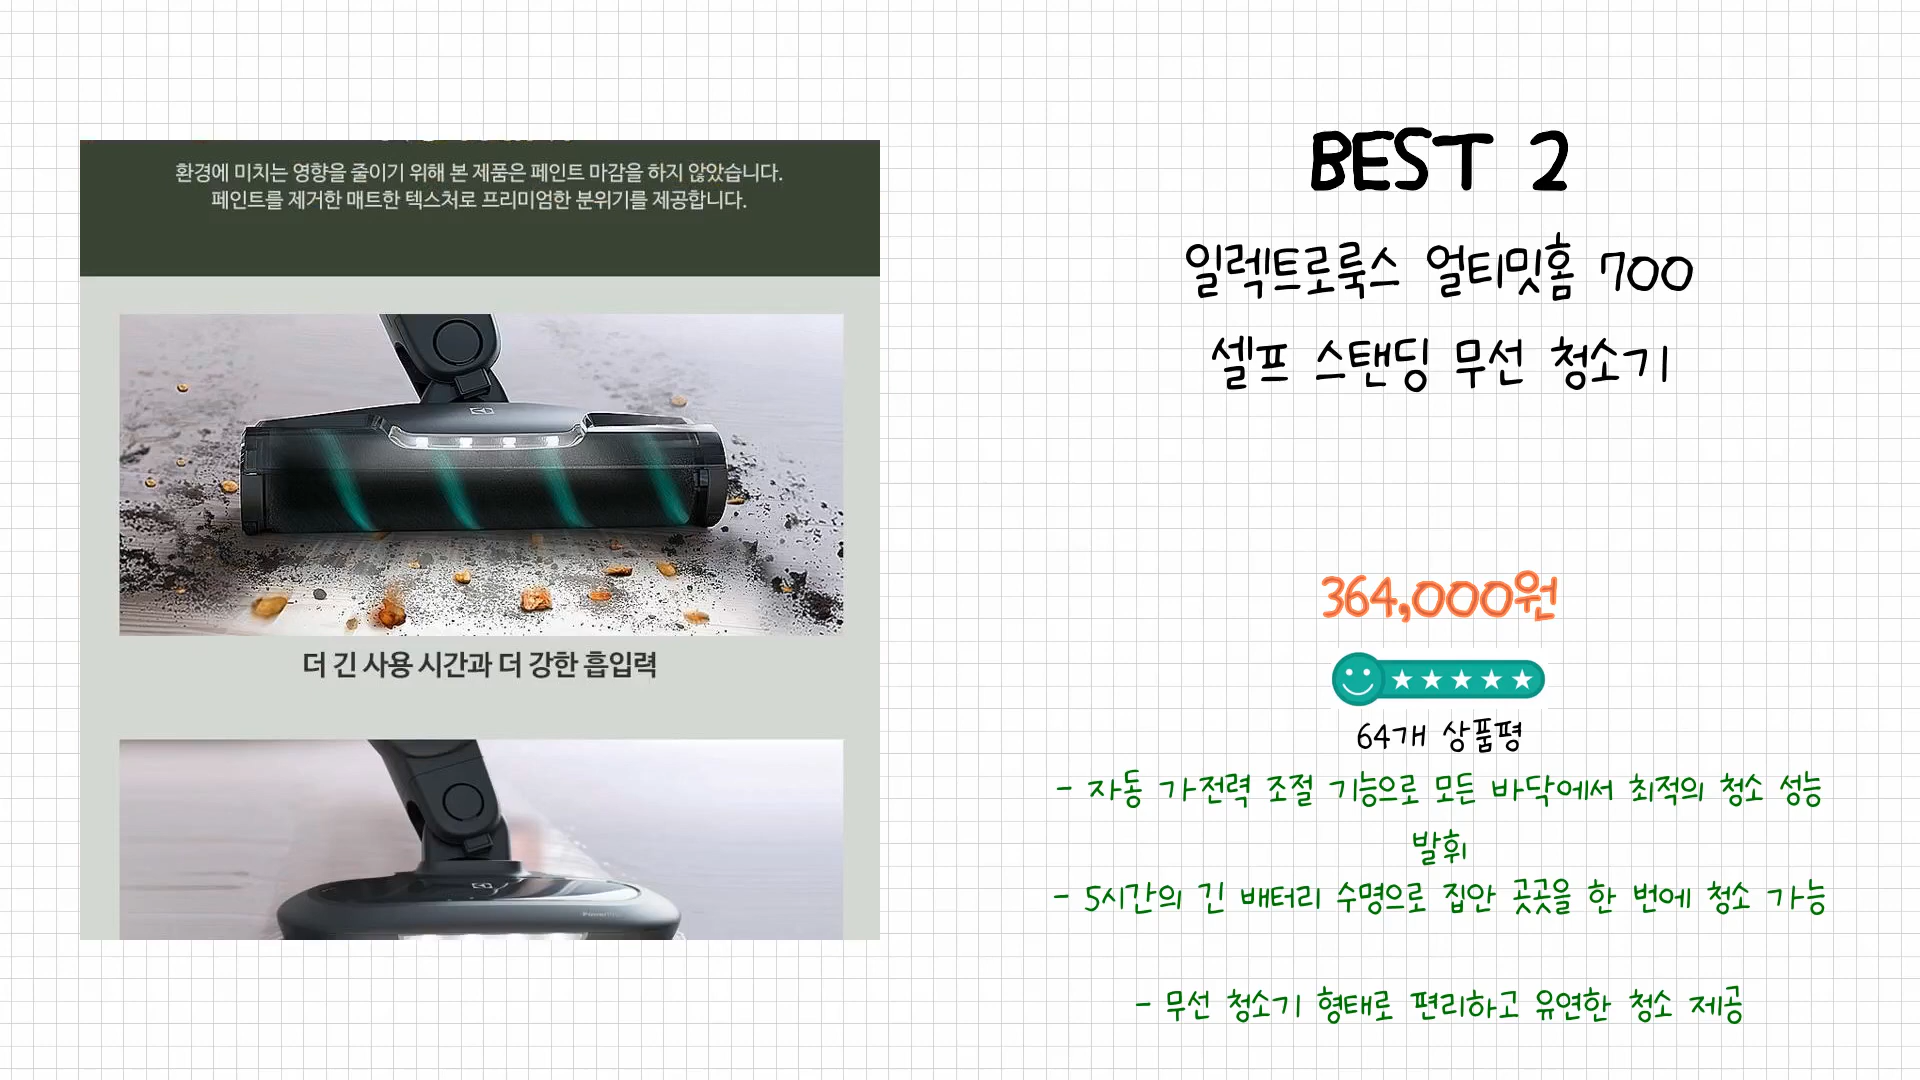 환경에 미치는 영향을 줄이기 위해 본 제품은 페인트 마감을 하지 않았습니다.
페인트를 제거한 매트한 텍스처로 프리미엄한 분위기를 제공합니다.
더 긴 사용 시간과 더 강한 흡입력
BEST 2
일렉트로룩스 얼티밋홈 700
셀프 스탠딩 무선 청소기
364,000원
64개 상품평
- 자동 가전력 조절 기능으로 모든 바닥에서 최적의 청소 성능
발휘
- 5시간의 긴 배터리 수명으로 집안 곳곳을 한 번에 청소 가능
- 무선 청소기 형태로 편리하고 유연한 청소 제공